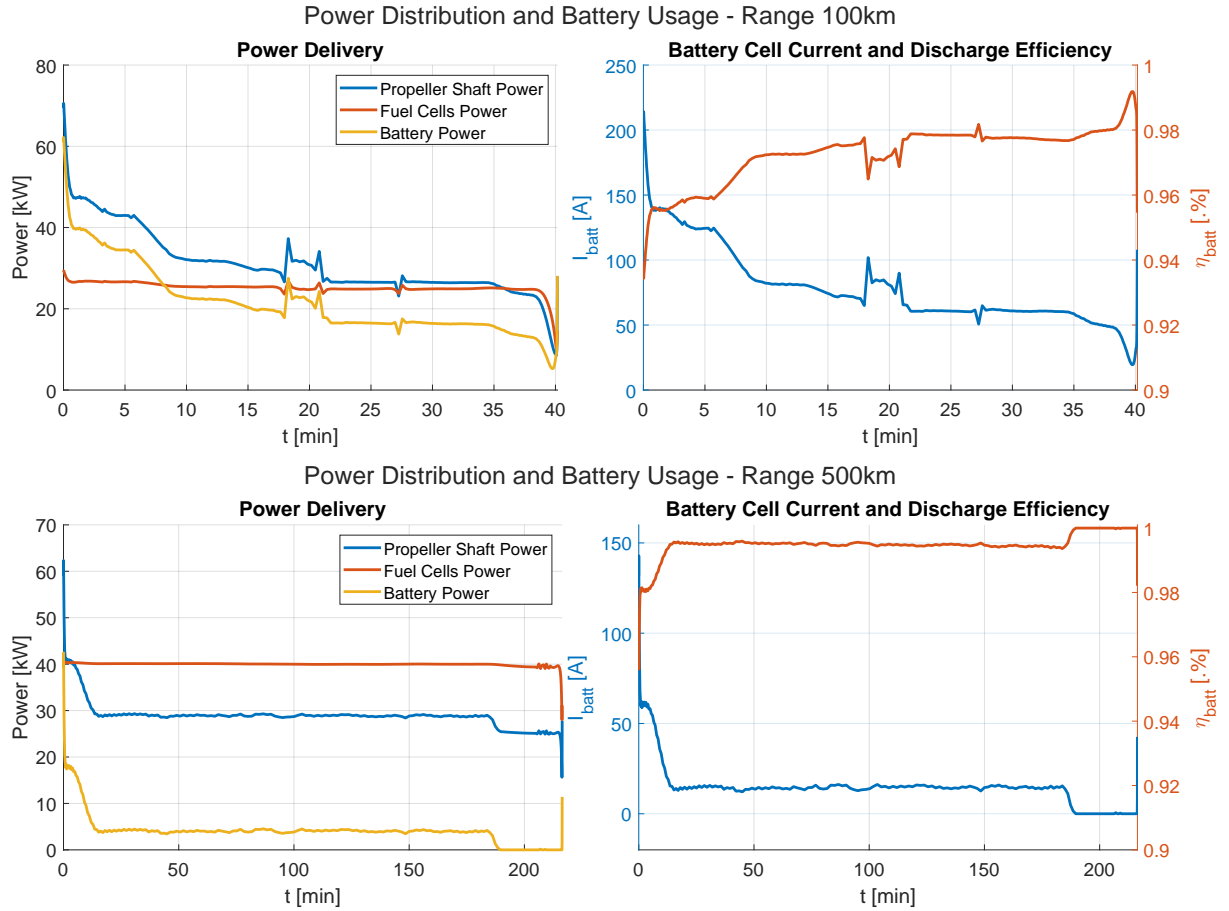 Power Distribution and Battery Usage - Range 100km
Power Delivery
80
60
40
20
0
Power [kW]
Propeller Shaft Power
Fuel Cells Power
Battery Power
0 5 10 15 20 25 30 35 40
t [min]
Battery Cell Current and Discharge Efficiency
250
200
150
100
50
0
I_batt [A]
1
0.98
0.96
0.94
0.92
0.9
η_batt [.%]
0 5 10 15 20 25 30 35 40
t [min]
Power Distribution and Battery Usage - Range 500km
Power Delivery
70
60
50
40
30
20
10
0
Power [kW]
Propeller Shaft Power
Fuel Cells Power
Battery Power
0 50 100 150 200
t [min]
Battery Cell Current and Discharge Efficiency
150
100
50
0
I_batt [A]
1
0.98
0.96
0.94
0.92
0.9
η_batt [.%]
0 50 100 150 200
t [min]